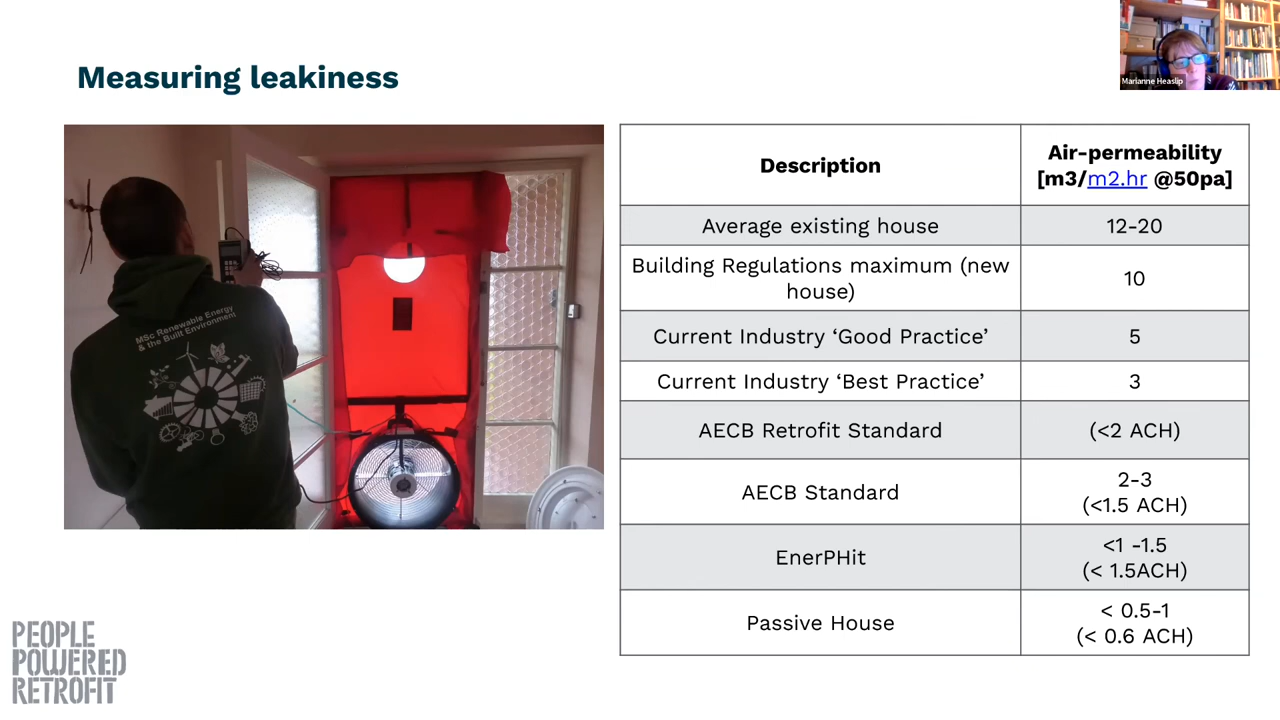 Measuring leakiness
Marianne Heaslip
MSc Renewable Energy
& the Built Environment
Description
Air-permeability
[m3/m2.hr @50pa]
Average existing house
12-20
Building Regulations maximum (new
house)
10
Current Industry ‘Good Practice’
5
Current Industry ‘Best Practice’
3
AECB Retrofit Standard
(<2 ACH)
AECB Standard
2-3
(<1.5 ACH)
EnerPHit
<1 -1.5
(< 1.5ACH)
Passive House
< 0.5-1
(< 0.6 ACH)
PEOPLE
POWERED
RETROFIT